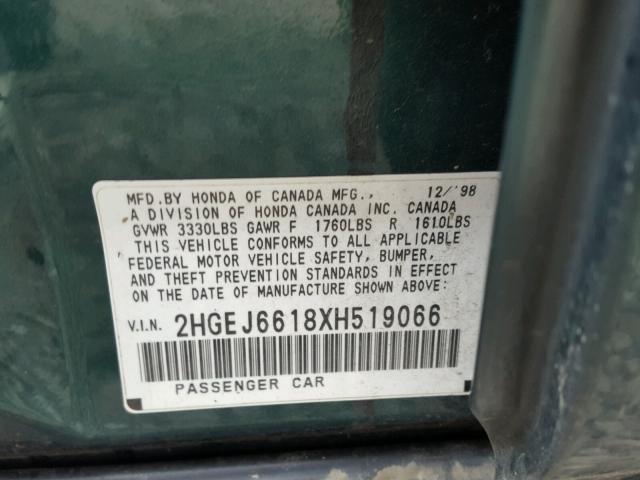 MFD. BY HONDA OF CANADA MFG., 12/'98
A DIVISION OF HONDA CANADA INC. CANADA
GVWR 3330LBS GAWR F 1760LBS R 1610LBS
THIS VEHICLE CONFORMS TO ALL APPLICABLE
FEDERAL MOTOR VEHICLE SAFETY, BUMPER,
AND THEFT PREVENTION STANDARDS IN EFFECT
ON THE DATE OF MANUFACTURE SHOWN ABOVE.
V.I.N. 2HGEJ6618XH519066
PASSENGER CAR